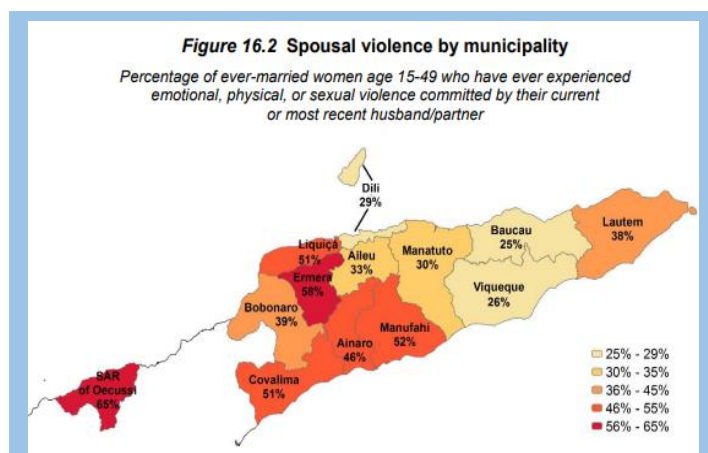 Figure 16.2 Spousal violence by municipality
Percentage of ever-married women age 15-49 who have ever experienced
emotional, physical, or sexual violence committed by their current
or most recent husband/partner
Dili
29%
Baucau
25%
Lautem
38%
Liquiçá
51%
Aileu
33%
Manatuto
30%
Ermera
58%
Viqueque
26%
Bobonaro
39%
Manufahi
52%
Ainaro
46%
Covalima
51%
SAR
of Oecussi
65%
25% - 29%
30% - 35%
36% - 45%
46% - 55%
56% - 65%